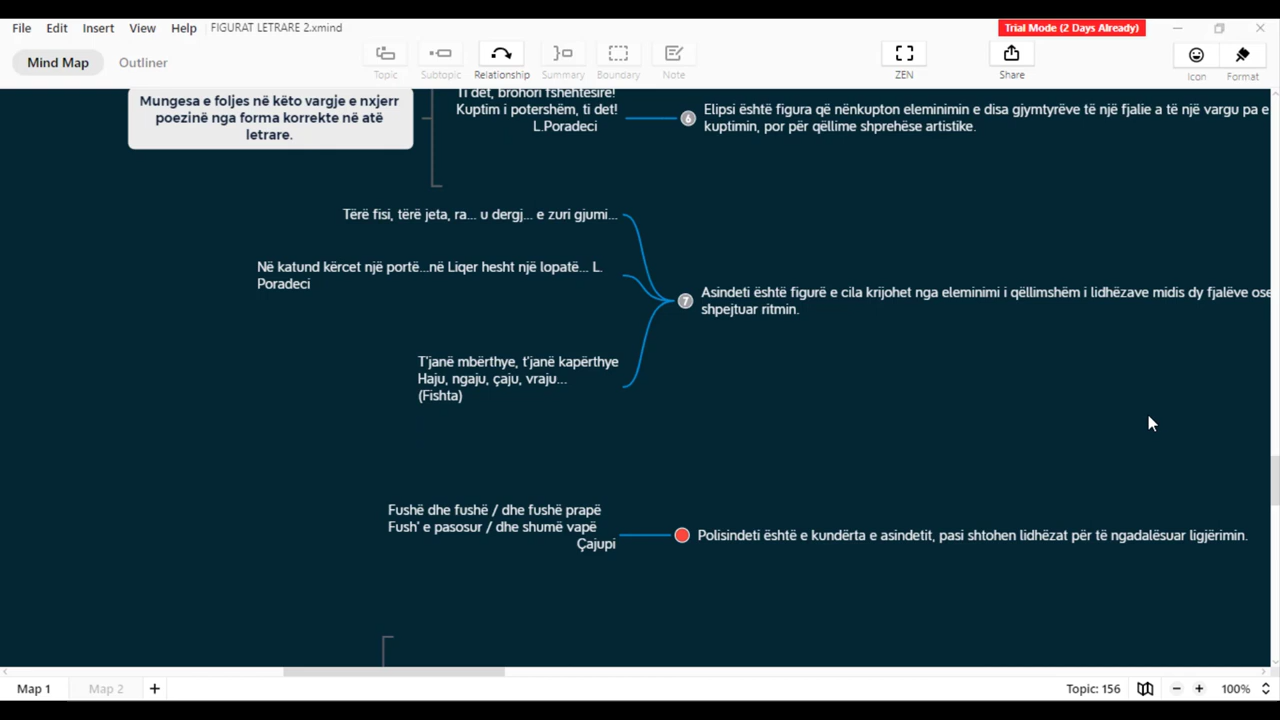 File Edit Insert View Help FIGURAT LETRARE 2.xmind
Trial Mode (2 Days Already)
Mind Map Outliner
Topic Subtopic Relationship Summary Boundary Note ZEN Share Icon Format
Ti det, brohori fshehtësirë!
Kuptim i potershëm, ti det!
L.Poradeci
Mungesa e foljes në këto vargje e nxjerr
poezinë nga forma korrekte në atë
letrare.
6
Elipsi është figura që nënkupton eleminimin e disa gjymtyrëve të një fjalie a të një vargu pa e
kuptimin, por për qëllime shprehëse artistike.
Tërë fisi, tërë jeta, ra... u dergj... e zuri gjumi...
Në katund kërcet një portë...në Liqer hesht një lopatë... L.
Poradeci
7
Asindeti është figurë e cila krijohet nga eleminimi i qëllimshëm i lidhëzave midis dy fjalëve ose
shpejtuar ritmin.
T'janë mbërthye, t'janë kapërthye
Haju, ngaju, çaju, vraju...
(Fishta)
Fushë dhe fushë / dhe fushë prapë
Fush' e pasosur / dhe shumë vapë
Çajupi
Polisindeti është e kundërta e asindetit, pasi shtohen lidhëzat për të ngadalësuar ligjërimin.
Map 1 Map 2 +
Topic: 156 100%